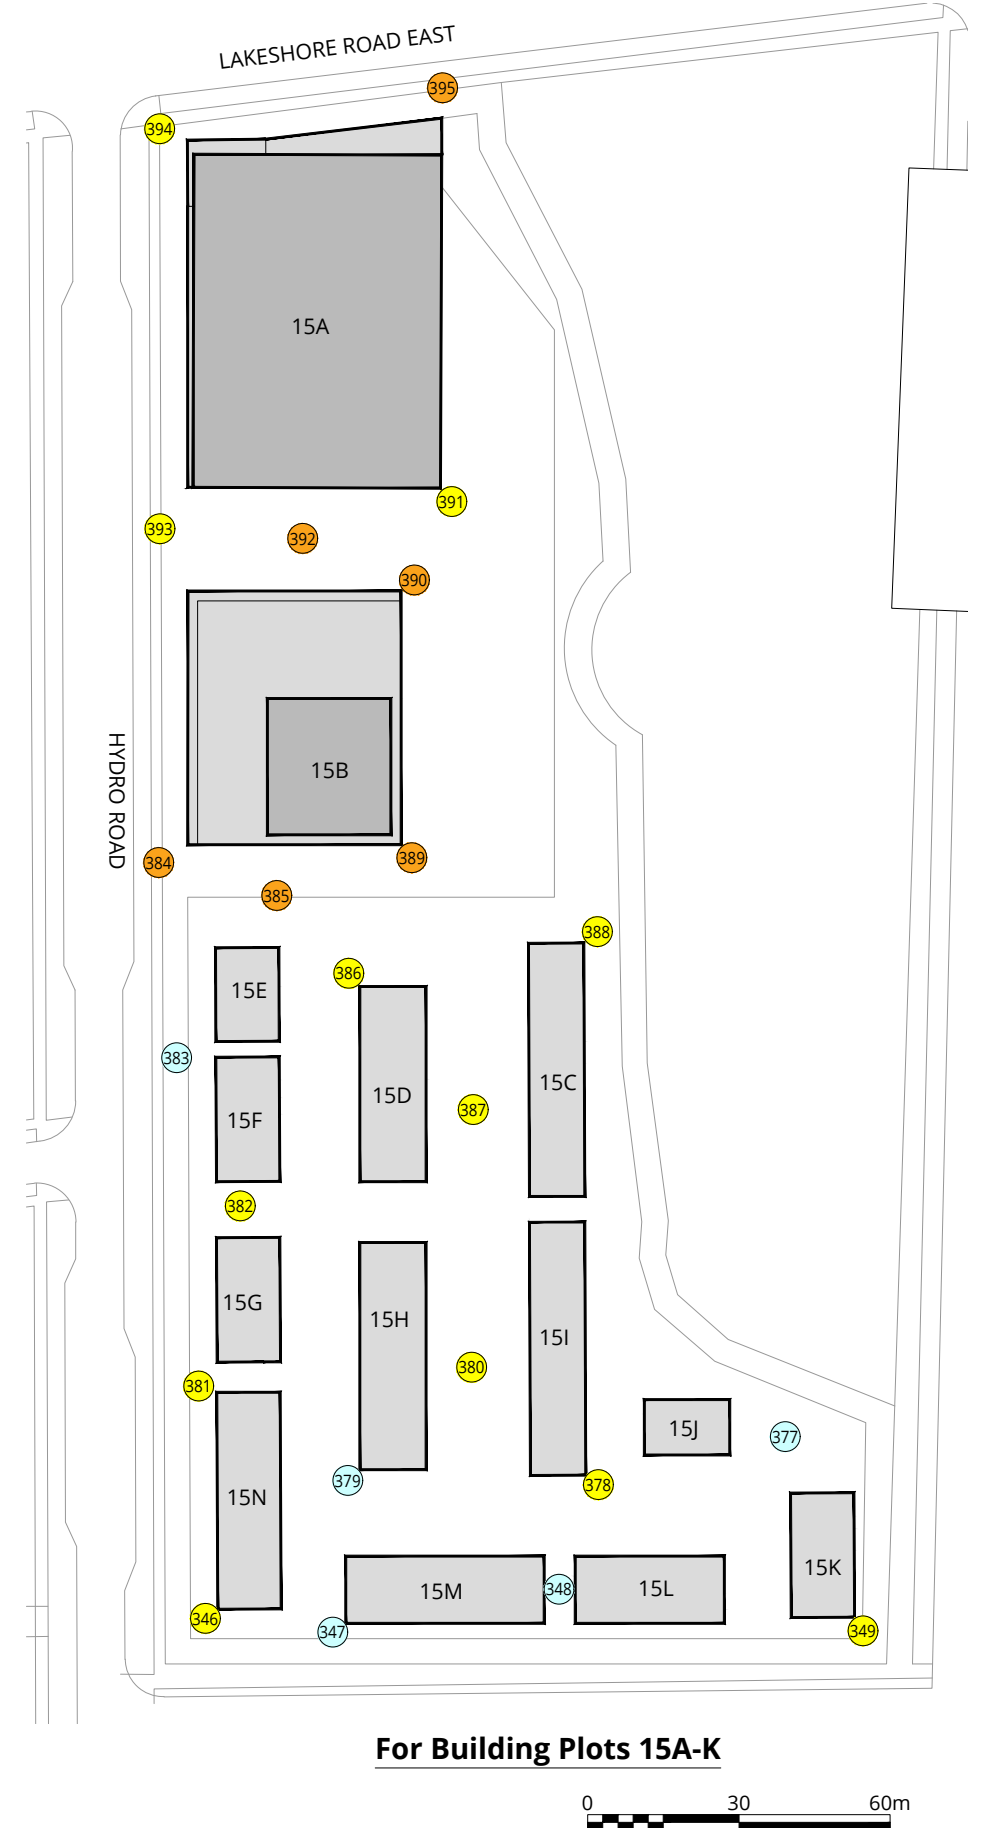 LAKESHORE ROAD EAST
395
394
15A
391
393
392
390
HYDRO ROAD
15B
384
389
385
388
386
15E
383
15D
15C
387
15F
382
15G
15H
15I
380
381
15J
377
379
378
15N
15K
15M
348
15L
346
347
349
For Building Plots 15A-K
0 30 60m